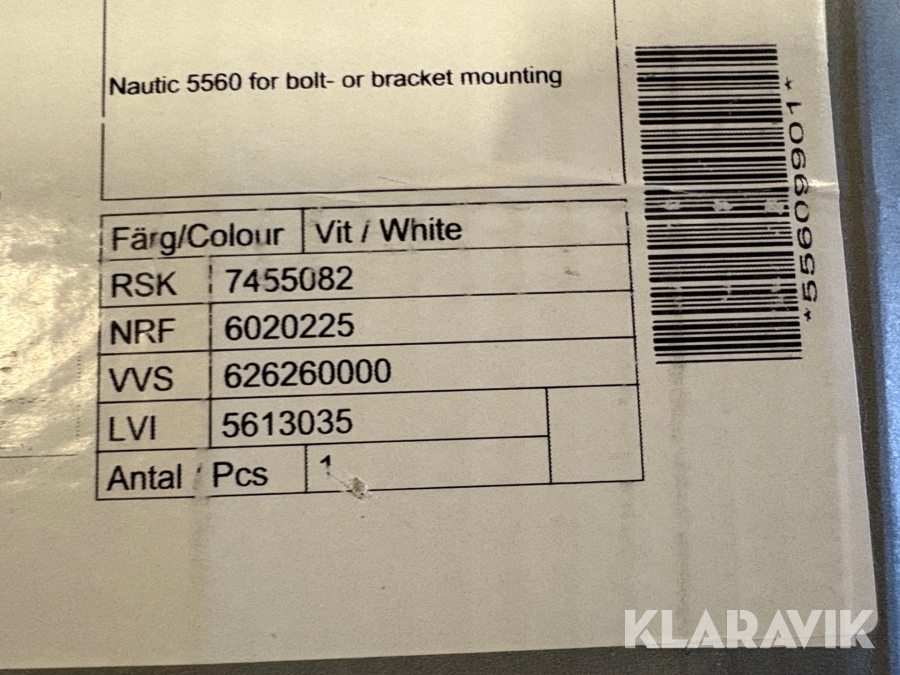 Nautic 5560 for bolt- or bracket mounting
Färg/Colour Vit / White
RSK 7455082
NRF 6020225
VVS 626260000
LVI 5613035
Antal / Pcs 1
*55609901*
KLARAVIK